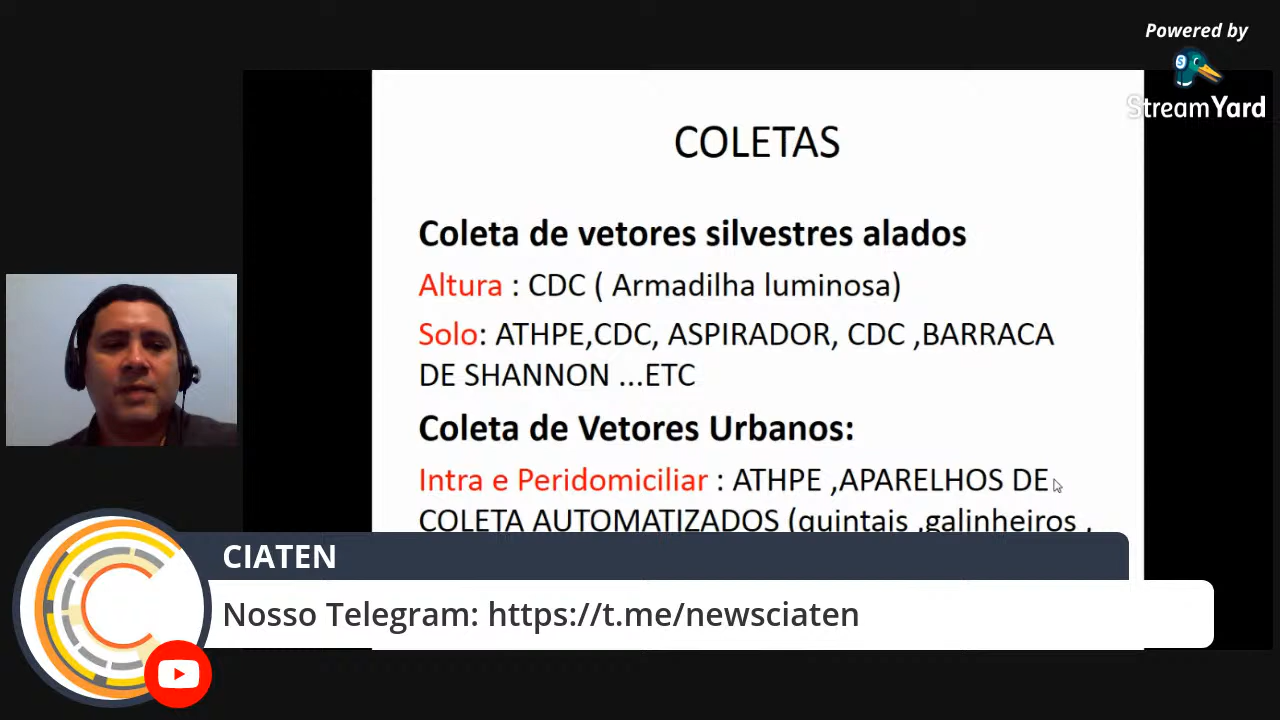 Powered by
StreamYard
COLETAS
Coleta de vetores silvestres alados
Altura : CDC ( Armadilha luminosa)
Solo: ATHPE,CDC, ASPIRADOR, CDC ,BARRACA
DE SHANNON ...ETC
Coleta de Vetores Urbanos:
Intra e Peridomiciliar : ATHPE ,APARELHOS DE
COLETA AUTOMATIZADOS (quintais ,galinheiros ,
CIATEN
Nosso Telegram: https://t.me/newsciaten